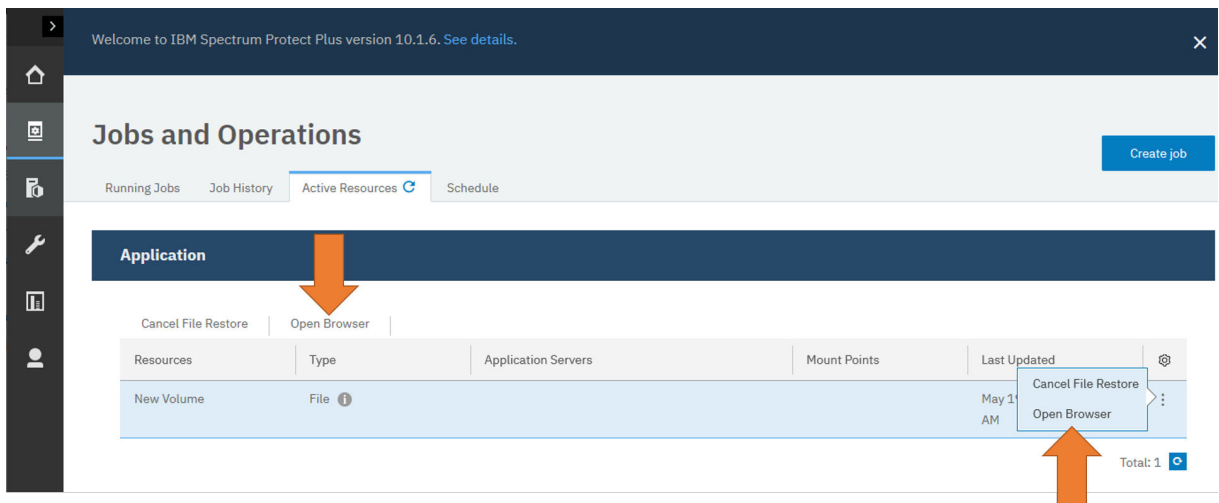 Welcome to IBM Spectrum Protect Plus version 10.1.6. See details.
Jobs and Operations
Create job
Running Jobs Job History Active Resources Schedule
Application
Cancel File Restore Open Browser
Resources Type Application Servers Mount Points Last Updated
New Volume File May
AM
Cancel File Restore
Open Browser
Total: 1